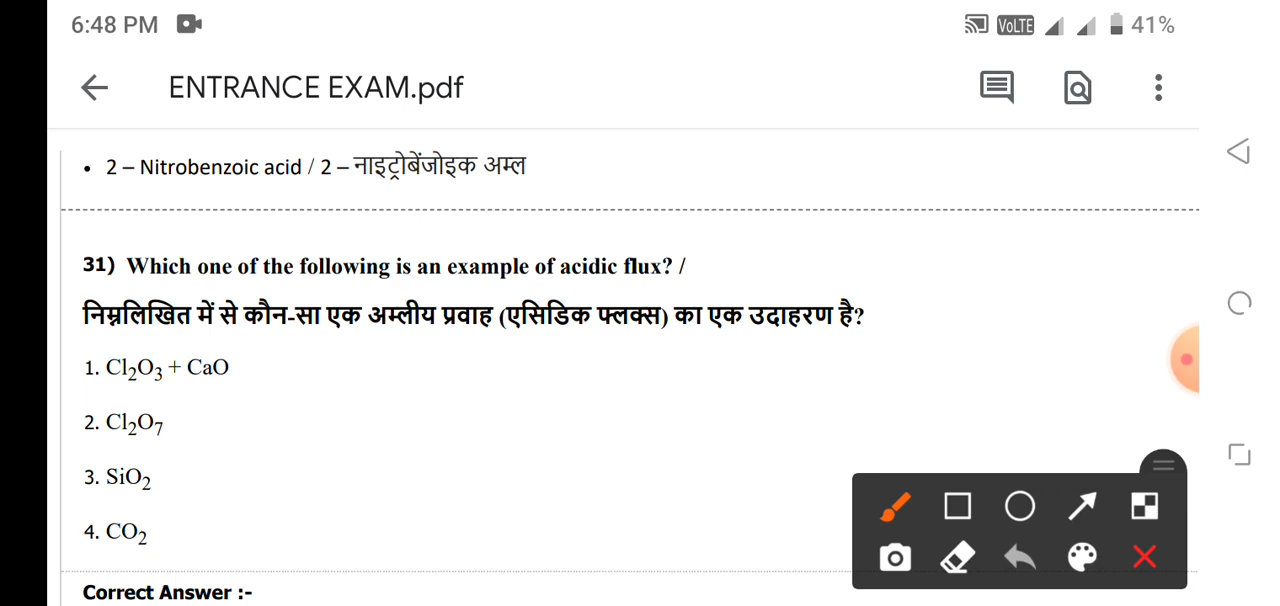 6:48 PM VoLTE 41%
ENTRANCE EXAM.pdf
• 2 – Nitrobenzoic acid / 2 – नाइट्रोबेंजोइक अम्ल
31) Which one of the following is an example of acidic flux? /
निम्नलिखित में से कौन-सा एक अम्लीय प्रवाह (एसिडिक फ्लक्स) का एक उदाहरण है?
1. Cl₂O₃ + CaO
2. Cl₂O₇
3. SiO₂
4. CO₂
Correct Answer :-